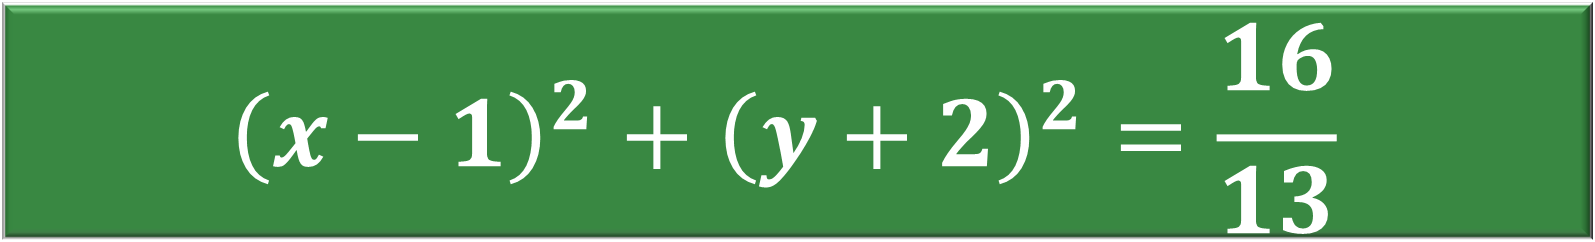 (x − 1)² + (y + 2)² = 16/13